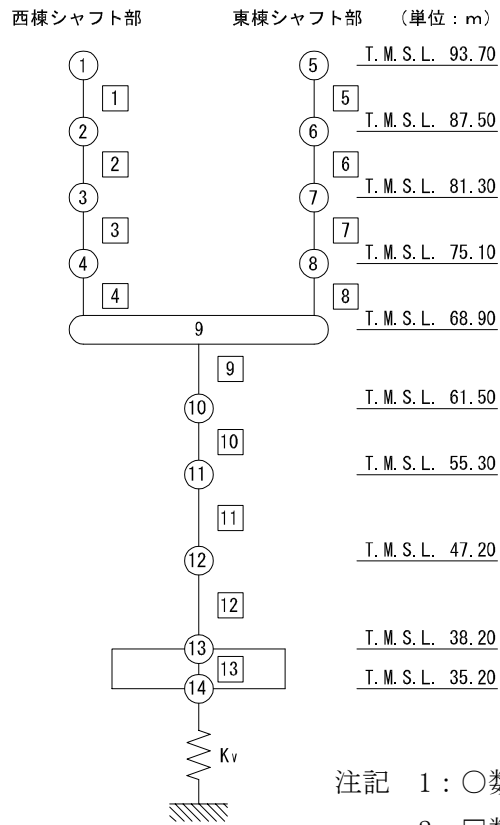 西棟シャフト部 東棟シャフト部 (単位：m)
1 5 T.M.S.L. 93.70
1 5
2 6 T.M.S.L. 87.50
2 6
3 7 T.M.S.L. 81.30
3 7
4 8 T.M.S.L. 75.10
4 8
9 T.M.S.L. 68.90
9
10 T.M.S.L. 61.50
10
11 T.M.S.L. 55.30
11
12 T.M.S.L. 47.20
12
13 T.M.S.L. 38.20
13
14 T.M.S.L. 35.20
Kv
注記 1：○数